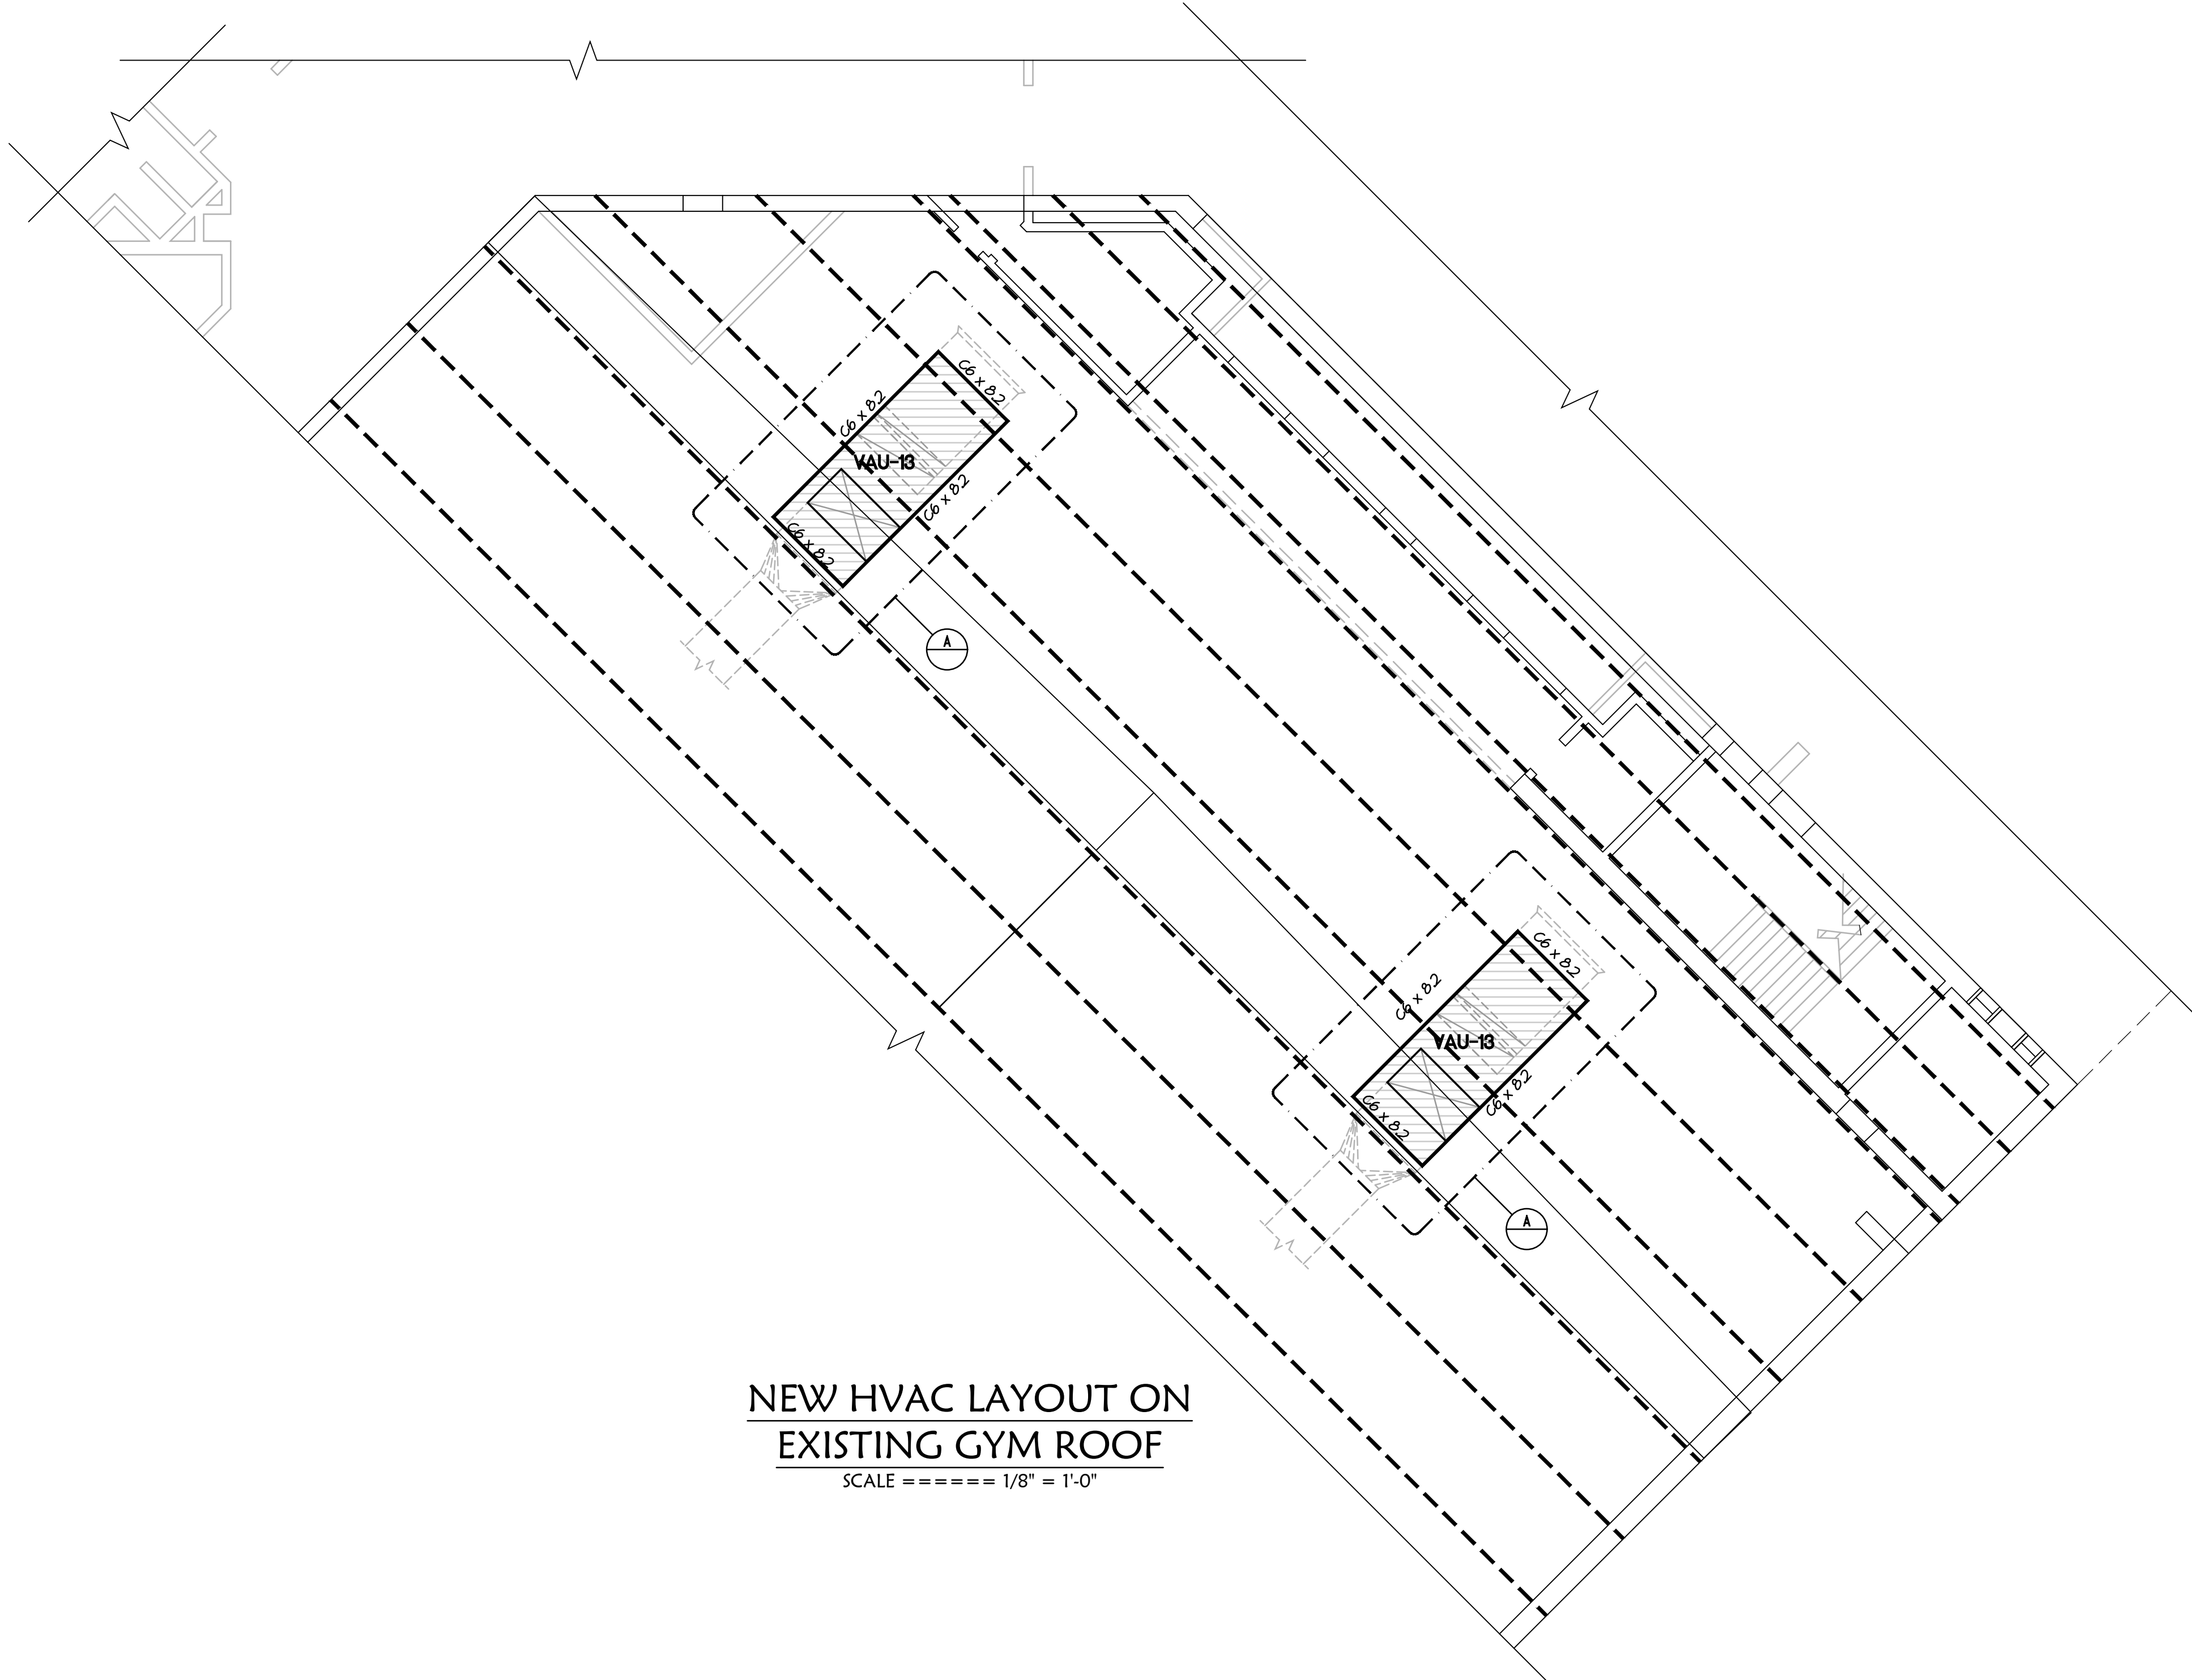 C6 x 8.2
C6 x 8.2
VAU-13
C6 x 8.2
C6 x 8.2
A
C6 x 8.2
C6 x 8.2
VAU-13
C6 x 8.2
C6 x 8.2
A
NEW HVAC LAYOUT ON
EXISTING GYM ROOF
SCALE ====== 1/8" = 1'-0"